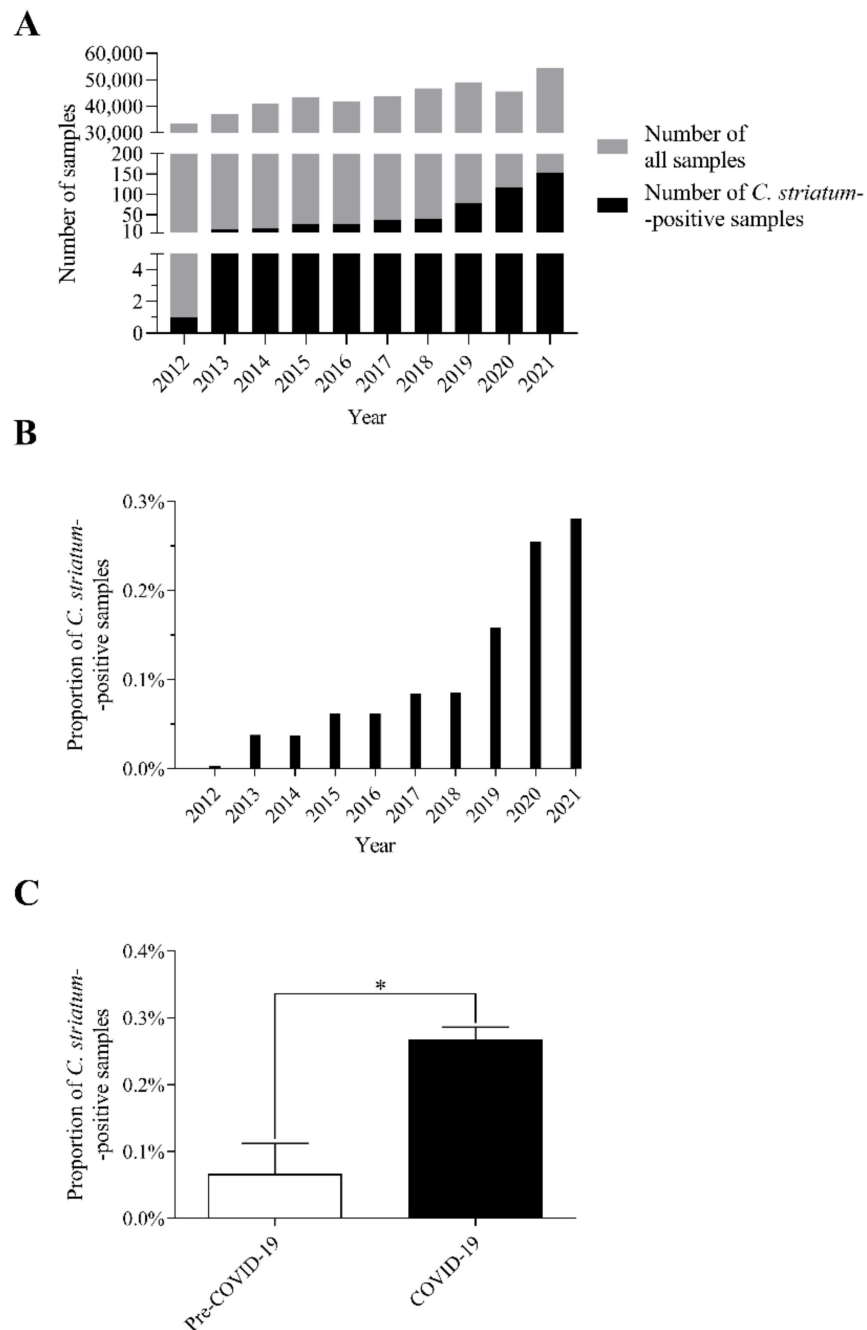 A
60,000
50,000
40,000
30,000
200
150
100
50
10
4
2
0
Number of samples
2012
2013
2014
2015
2016
2017
2018
2019
2020
2021
Year
Number of
all samples
Number of C. striatum-
-positive samples
B
0.3%
0.2%
0.1%
0.0%
Proportion of C. striatum-
-positive samples
2012
2013
2014
2015
2016
2017
2018
2019
2020
2021
Year
C
0.4%
0.3%
0.2%
0.1%
0.0%
Proportion of C. striatum-
-positive samples
*
Pre-COVID-19
COVID-19